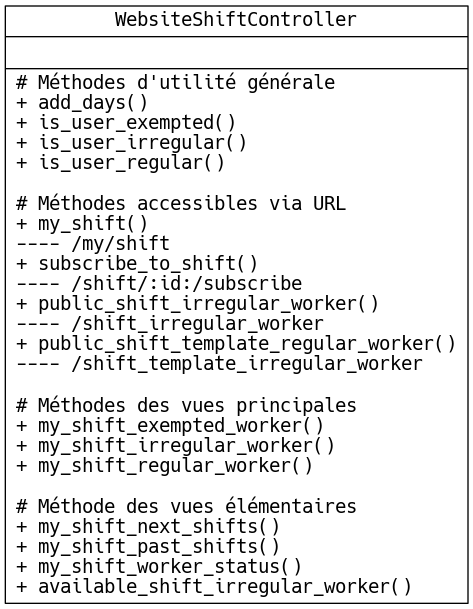 WebsiteShiftController
# Méthodes d'utilité générale
+ add_days()
+ is_user_exempted()
+ is_user_irregular()
+ is_user_regular()
# Méthodes accessibles via URL
+ my_shift()
---- /my/shift
+ subscribe_to_shift()
---- /shift/:id:/subscribe
+ public_shift_irregular_worker()
---- /shift_irregular_worker
+ public_shift_template_regular_worker()
---- /shift_template_irregular_worker
# Méthodes des vues principales
+ my_shift_exempted_worker()
+ my_shift_irregular_worker()
+ my_shift_regular_worker()
# Méthode des vues élémentaires
+ my_shift_next_shifts()
+ my_shift_past_shifts()
+ my_shift_worker_status()
+ available_shift_irregular_worker()